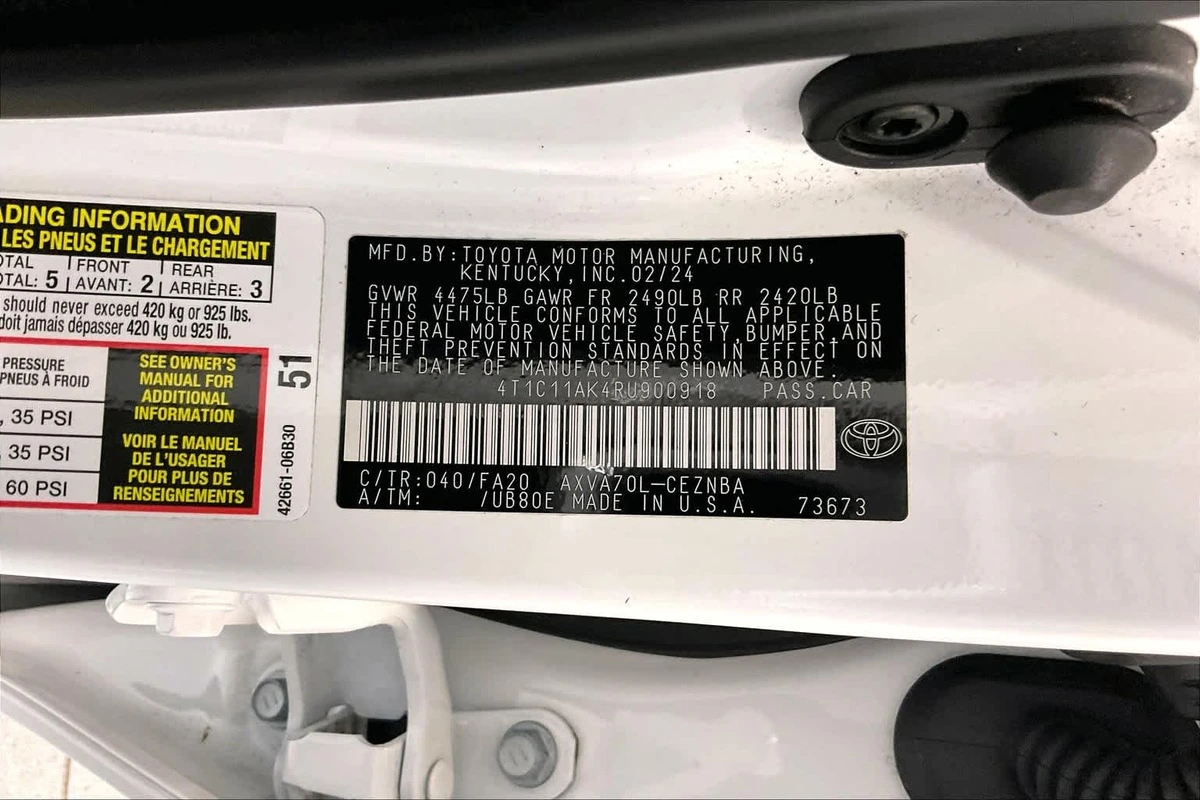 ADING INFORMATION
LES PNEUS ET LE CHARGEMENT
OTAL FRONT REAR
OTAL: 5 AVANT: 2 ARRIÈRE: 3
should never exceed 420 kg or 925 lbs.
doit jamais dépasser 420 kg ou 925 lb.
PRESSURE
PNEUS À FROID
, 35 PSI
, 35 PSI
60 PSI
SEE OWNER'S
MANUAL FOR
ADDITIONAL
INFORMATION
VOIR LE MANUEL
DE L'USAGER
POUR PLUS DE
RENSEIGNEMENTS
51
42661-06B30
MFD.BY:TOYOTA MOTOR MANUFACTURING,
KENTUCKY,INC.02/24
GVWR 4475LB GAWR FR 2490LB RR 2420LB
THIS VEHICLE CONFORMS TO ALL APPLICABLE
FEDERAL MOTOR VEHICLE SAFETY,BUMPER,AND
THEFT PREVENTION STANDARDS IN EFFECT ON
THE DATE OF MANUFACTURE SHOWN ABOVE.
4T1C11AK4RU900918 PASS.CAR
C/TR:040/FA20 AXVA70L-CEZNBA
A/TM: /UB80E MADE IN U.S.A. 73673